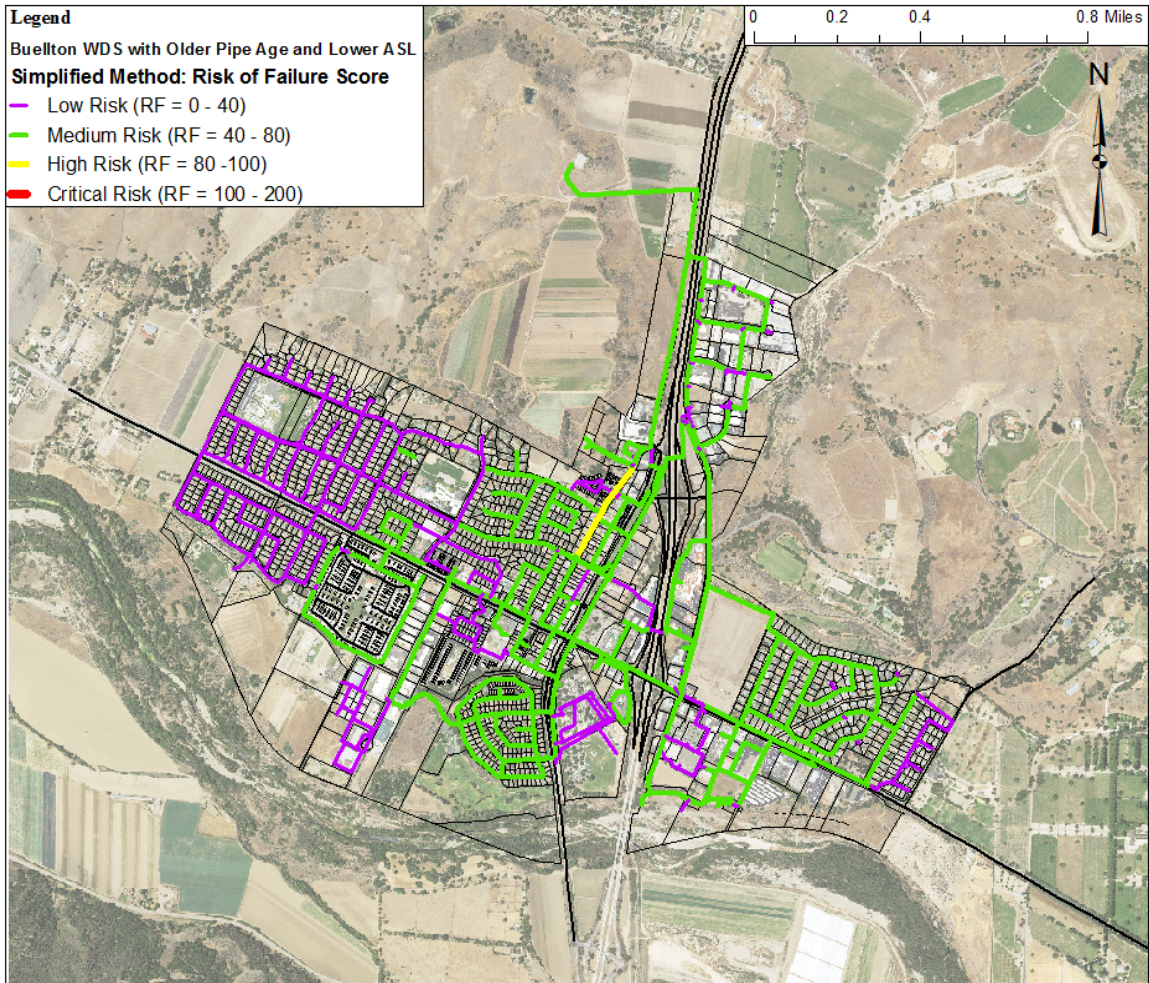 Legend
Buellton WDS with Older Pipe Age and Lower ASL
Simplified Method: Risk of Failure Score
Low Risk (RF = 0 - 40)
Medium Risk (RF = 40 - 80)
High Risk (RF = 80 -100)
Critical Risk (RF = 100 - 200)
0 0.2 0.4 0.8 Miles
N